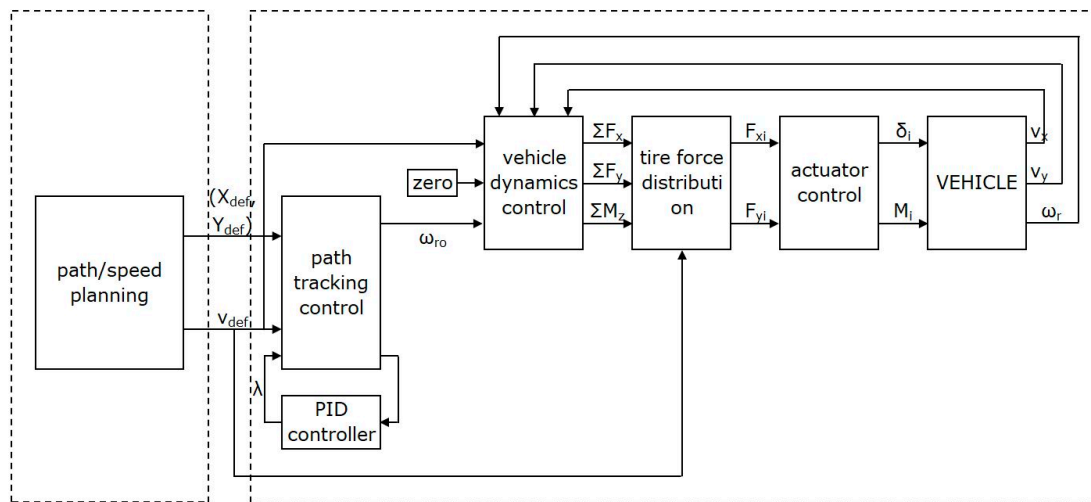 path/speed
planning
(X_def,
Y_def)
v_def
path
tracking
control
λ
PID
controller
zero
ω_ro
vehicle
dynamics
control
ΣF_x
ΣF_y
ΣM_z
tire force
distributi
on
F_xi
F_yi
actuator
control
δ_i
M_i
VEHICLE
v_x
v_y
ω_r